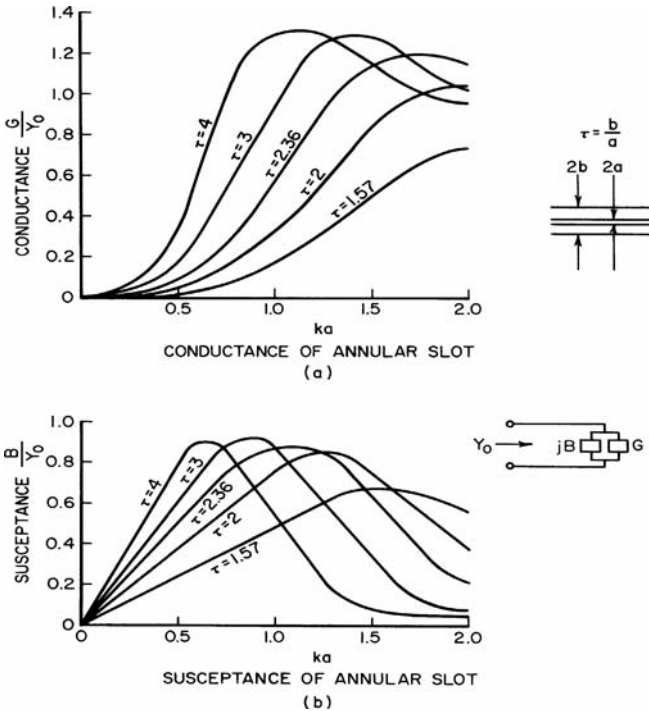 1.4
1.2
1.0
0.8
0.6
0.4
0.2
0
CONDUCTANCE G/Y₀
τ=4
τ=3
τ=2.36
τ=2
τ=1.57
0.5
1.0
1.5
2.0
ka
CONDUCTANCE OF ANNULAR SLOT
(a)
τ = b/a
2b 2a
1.0
0.8
0.6
0.4
0.2
0
SUSCEPTANCE B/Y₀
τ=4
τ=3
τ=2.36
τ=2
τ=1.57
0
0.5
1.0
1.5
2.0
ka
SUSCEPTANCE OF ANNULAR SLOT
(b)
Y₀ jB G